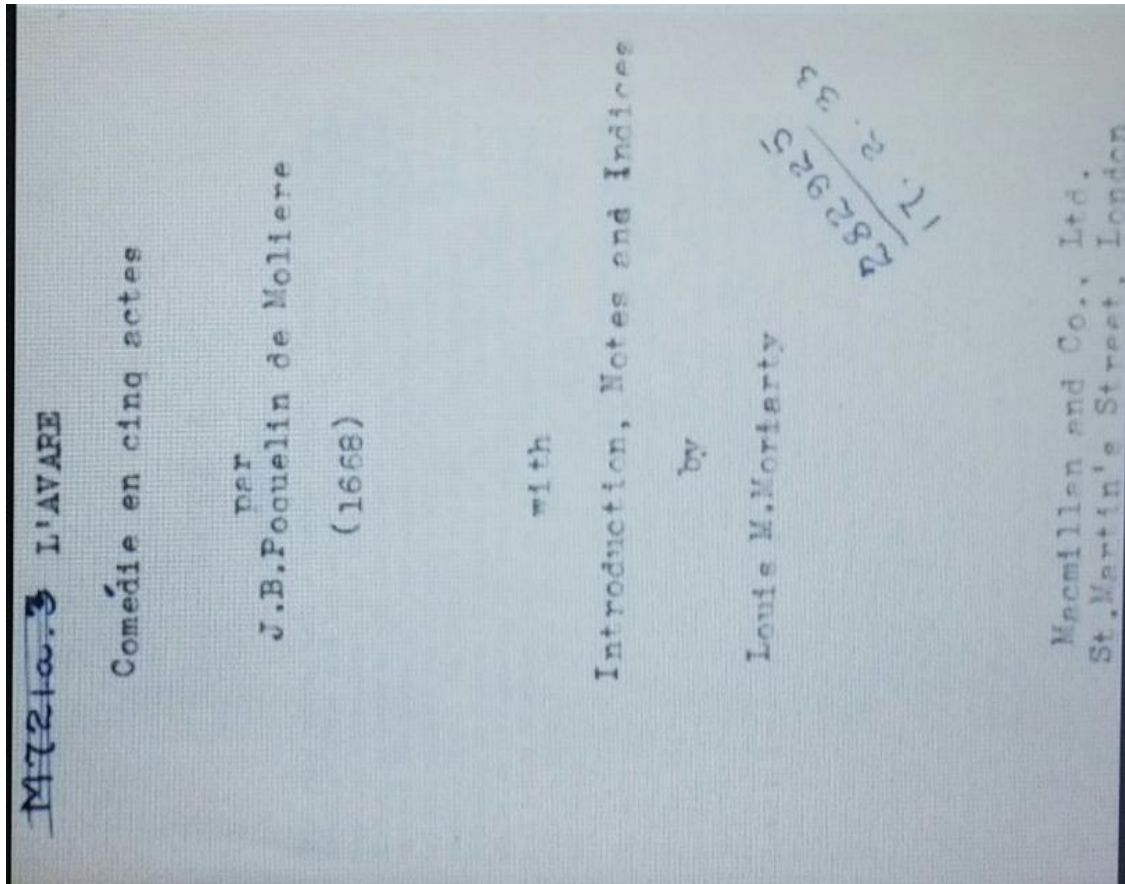 M721a.3 L'AVARE
Comédie en cinq actes
par
J.B.Poquelin de Moliere
(1668)
with
Introduction, Notes and Indices
by
Louis M.Moriarty
282925
Macmillan and Co., Ltd.
St.Martin's Street, London